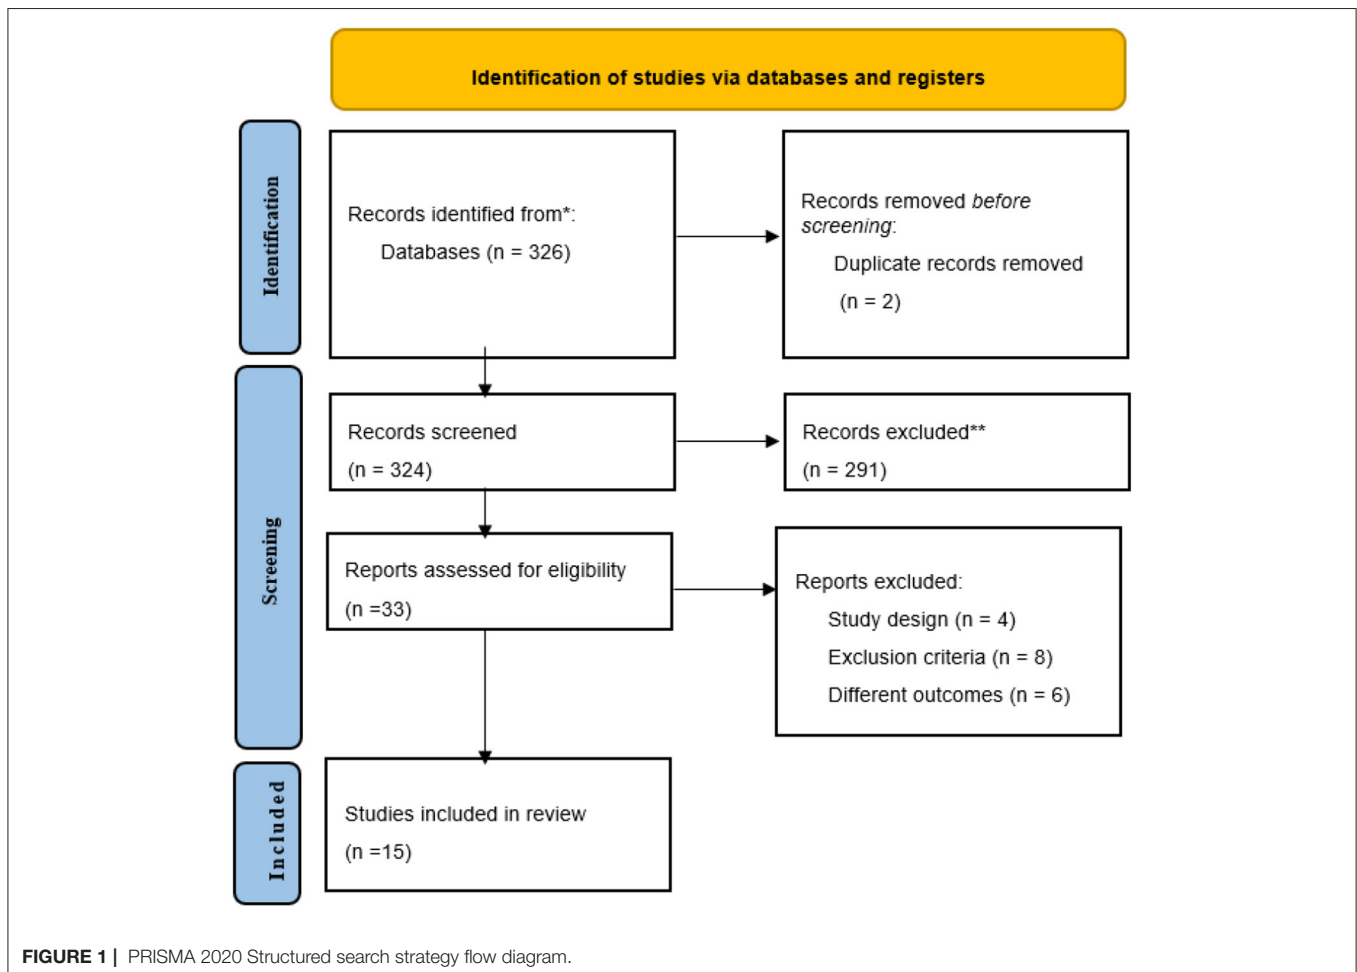 Identification of studies via databases and registers
Identification
Records identified from*:
Databases (n = 326)
Records removed before
screening:
Duplicate records removed
(n = 2)
Screening
Records screened
(n = 324)
Records excluded**
(n = 291)
Reports assessed for eligibility
(n =33)
Reports excluded:
Study design (n = 4)
Exclusion criteria (n = 8)
Different outcomes (n = 6)
Included
Studies included in review
(n =15)
FIGURE 1 | PRISMA 2020 Structured search strategy flow diagram.